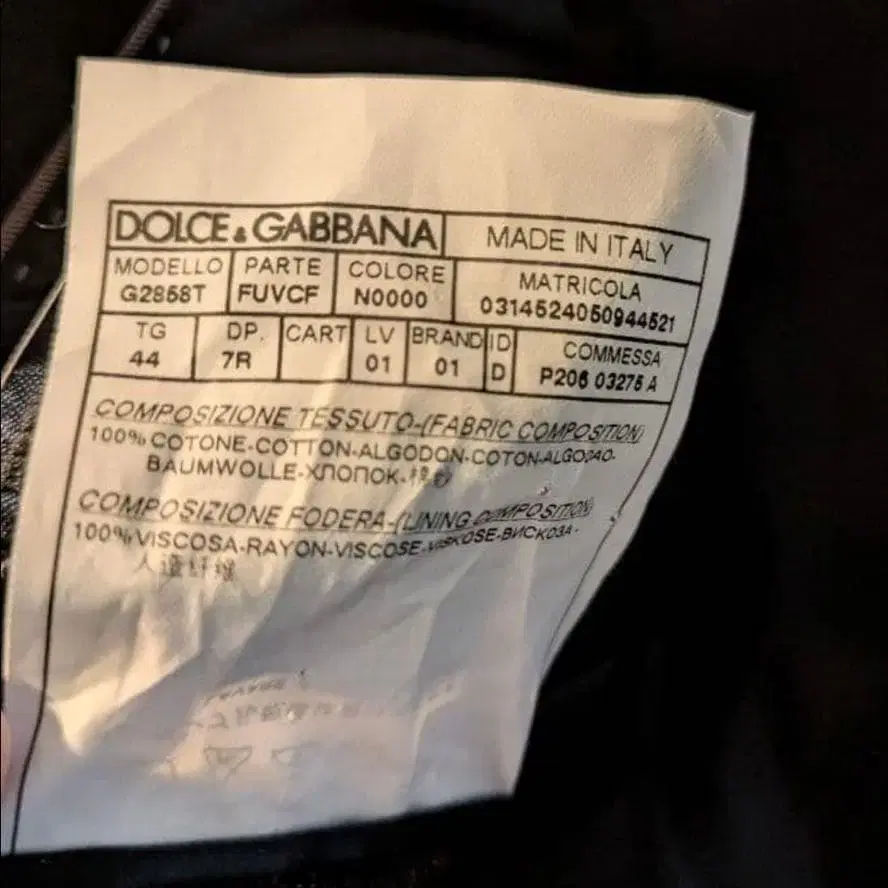 DOLCE & GABBANA MADE IN ITALY
MODELLO PARTE COLORE MATRICOLA
G2858T FUVCF N0000 0314524050944521
TG DP. CART LV BRAND ID COMMESSA
44 7R 01 01 D P206 03275 A
COMPOSIZIONE TESSUTO-(FABRIC COMPOSITION)
100% COTONE-COTTON-ALGODON-COTON-ALGODAO-
BAUMWOLLE-ХЛОПОК-棉
COMPOSIZIONE FODERA-(LINING COMPOSITION)
100% VISCOSA-RAYON-VISCOSE-VISKOSE-ВИСКОЗА-
人造纤维